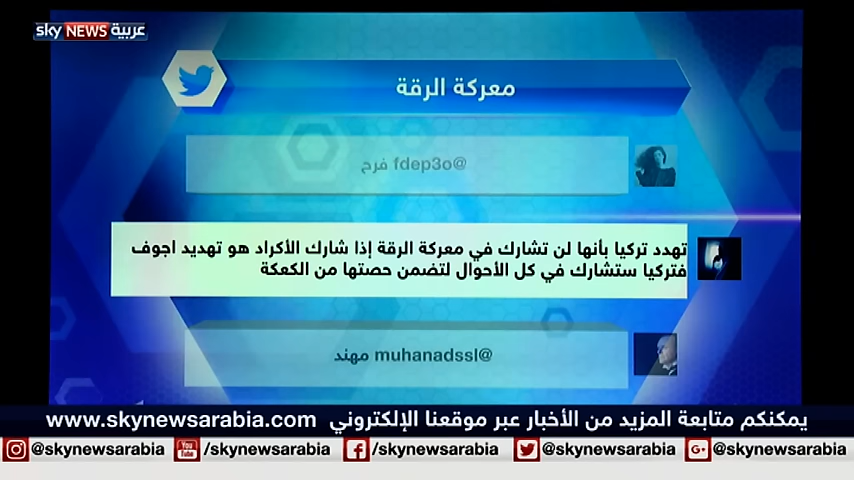 sky NEWS عربية
معركة الرقة
@fdep3o فرح
تهدد تركيا بأنها لن تشارك في معركة الرقة إذا شارك الأكراد هو تهديد اجوف
فتركيا ستشارك في كل الأحوال لتضمن حصتها من الكعكة
@muhanadssl مهند
يمكنكم متابعة المزيد من الأخبار عبر موقعنا الإلكتروني www.skynewsarabia.com
@skynewsarabia You Tube /skynewsarabia f /skynewsarabia @skynewsarabia G+ @skynewsarabia